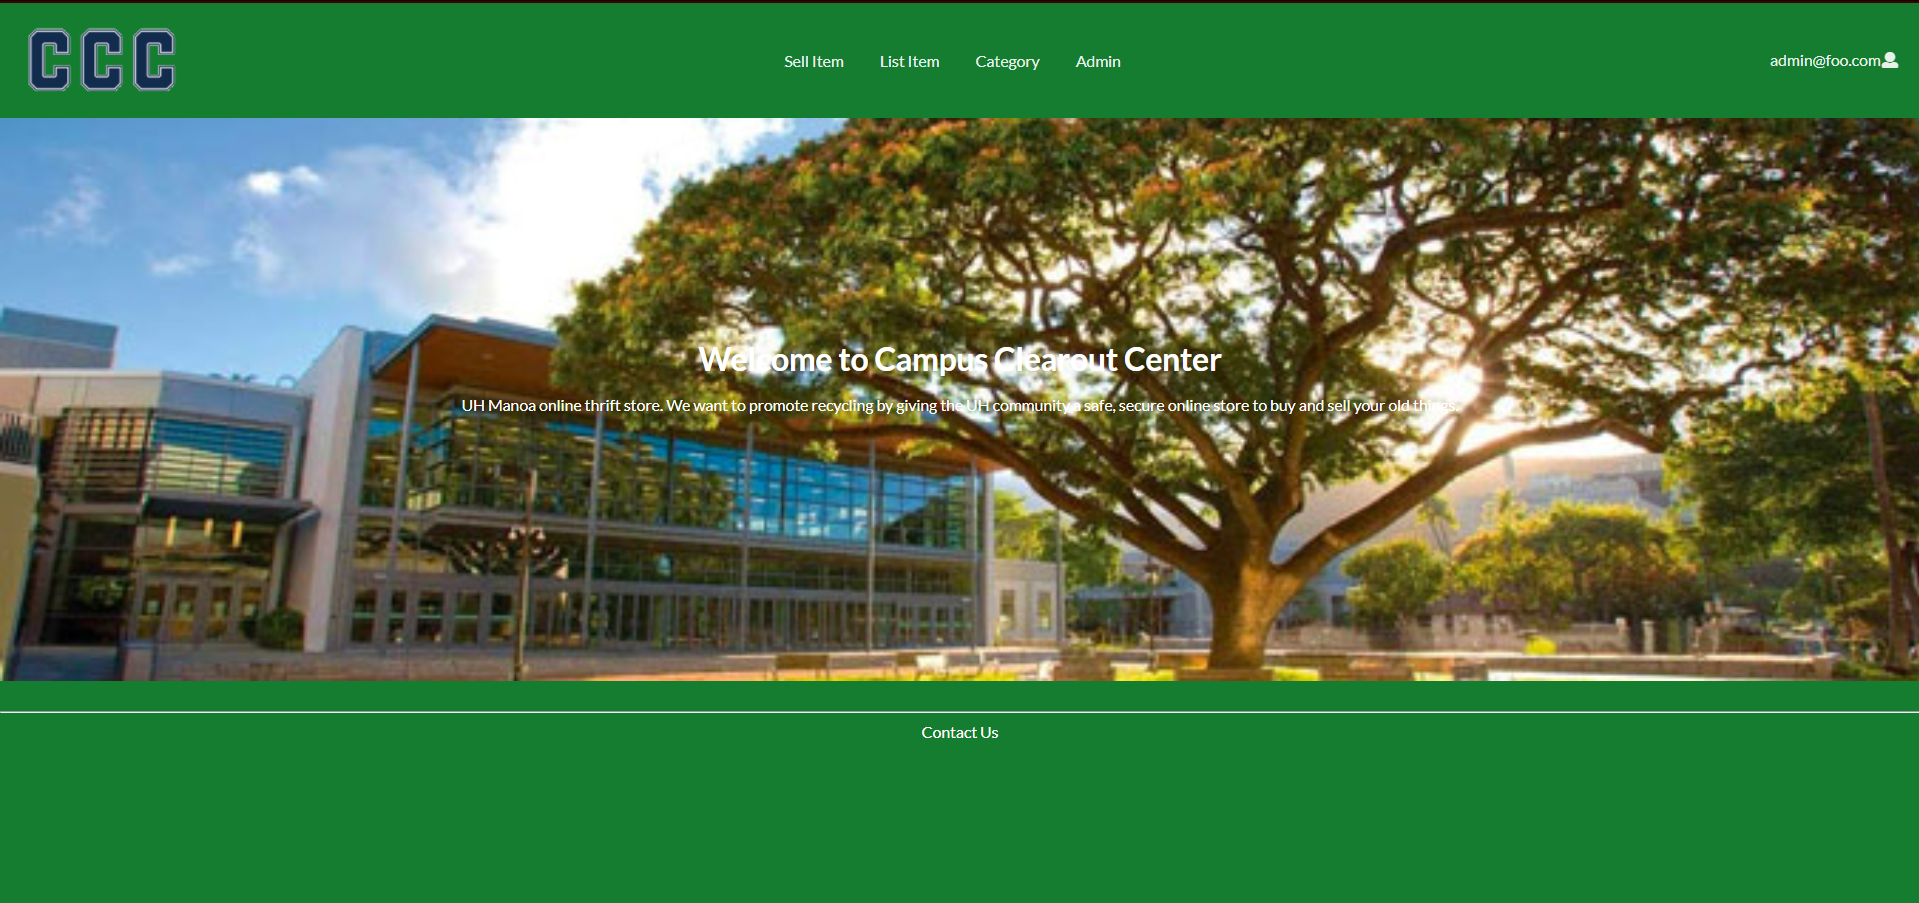 CCC
Sell Item
List Item
Category
Admin
admin@foo.com
Welcome to Campus Clearout Center
UH Manoa online thrift store. We want to promote recycling by giving the UH community a safe, secure online store to buy and sell your old things.
Contact Us